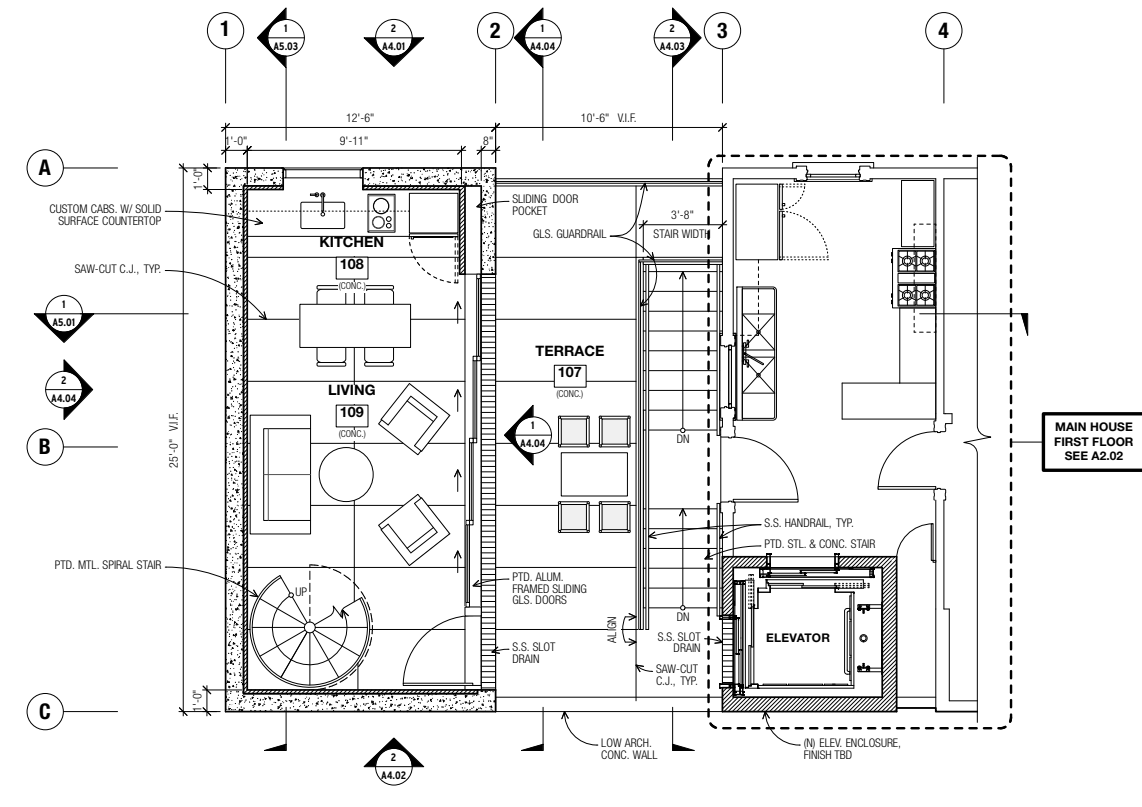 1
1
A5.03
2
A4.01
2
1
A4.04
2
A4.03
3
4
12'-6"
10'-6" V.I.F.
1'-0"
9'-11"
8"
A
1'-0"
CUSTOM CABS. W/ SOLID
SURFACE COUNTERTOP
SLIDING DOOR
POCKET
GLS. GUARDRAIL
3'-8"
STAIR WIDTH
KITCHEN
108
(CONC.)
SAW-CUT C.J., TYP.
1
A5.01
2
A4.04
TERRACE
107
(CONC.)
LIVING
109
(CONC.)
25'-0" V.I.F.
B
1
A4.04
DN
MAIN HOUSE
FIRST FLOOR
SEE A2.02
S.S. HANDRAIL, TYP.
PTD. STL. & CONC. STAIR
PTD. MTL. SPIRAL STAIR
UP
PTD. ALUM.
FRAMED SLIDING
GLS. DOORS
DN
ALIGN
S.S. SLOT
DRAIN
S.S. SLOT
DRAIN
ELEVATOR
SAW-CUT
C.J., TYP.
1'-0"
C
LOW ARCH.
CONC. WALL
(N) ELEV. ENCLOSURE,
FINISH TBD
2
A4.02